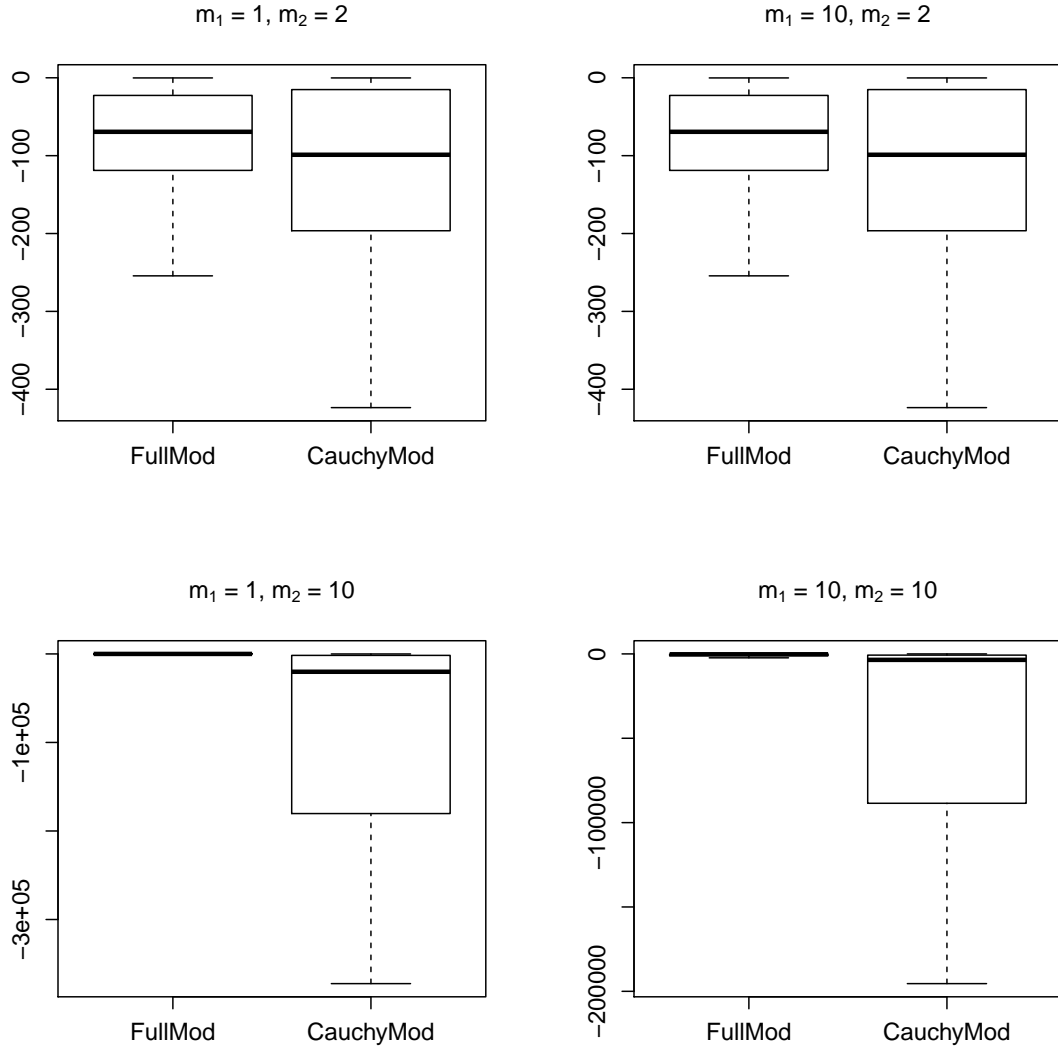 m₁ = 1, m₂ = 2
0
−100
−200
−300
−400
FullMod CauchyMod
m₁ = 10, m₂ = 2
0
−100
−200
−300
−400
FullMod CauchyMod
m₁ = 1, m₂ = 10
−1e+05
−3e+05
FullMod CauchyMod
m₁ = 10, m₂ = 10
0
−100000
−200000
FullMod CauchyMod